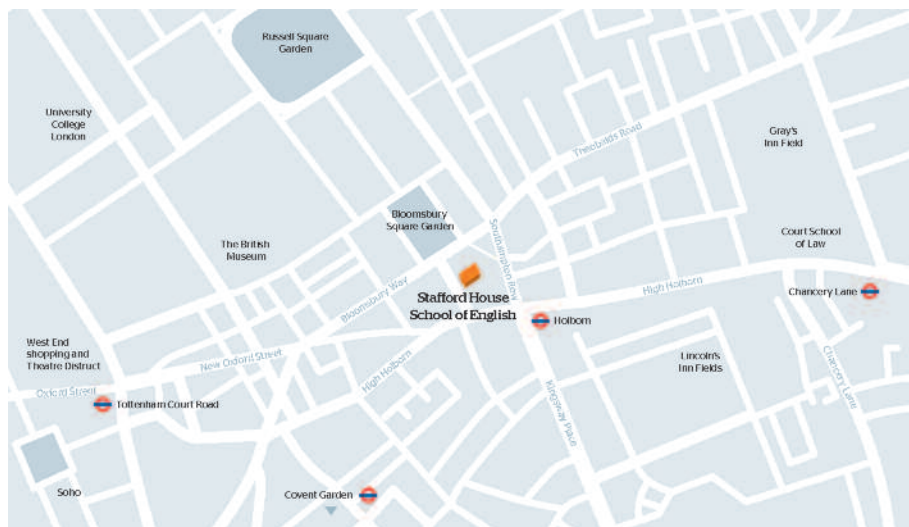 Russell Square
Garden
University
College
London
Theobalds Road
Gray's
Inn Field
Bloomsbury
Square Garden
Southampton Row
The British
Museum
Court School
of Law
Bloomsbury Way
Stafford House
School of English
High Holborn
Chancery Lane
Holborn
West End
shopping and
Theatre District
New Oxford Street
High Holborn
Lincoln's
Inn Fields
Chancery Lane
Oxford Street
Tottenham Court Road
Kingsway Place
Soho
Covent Garden